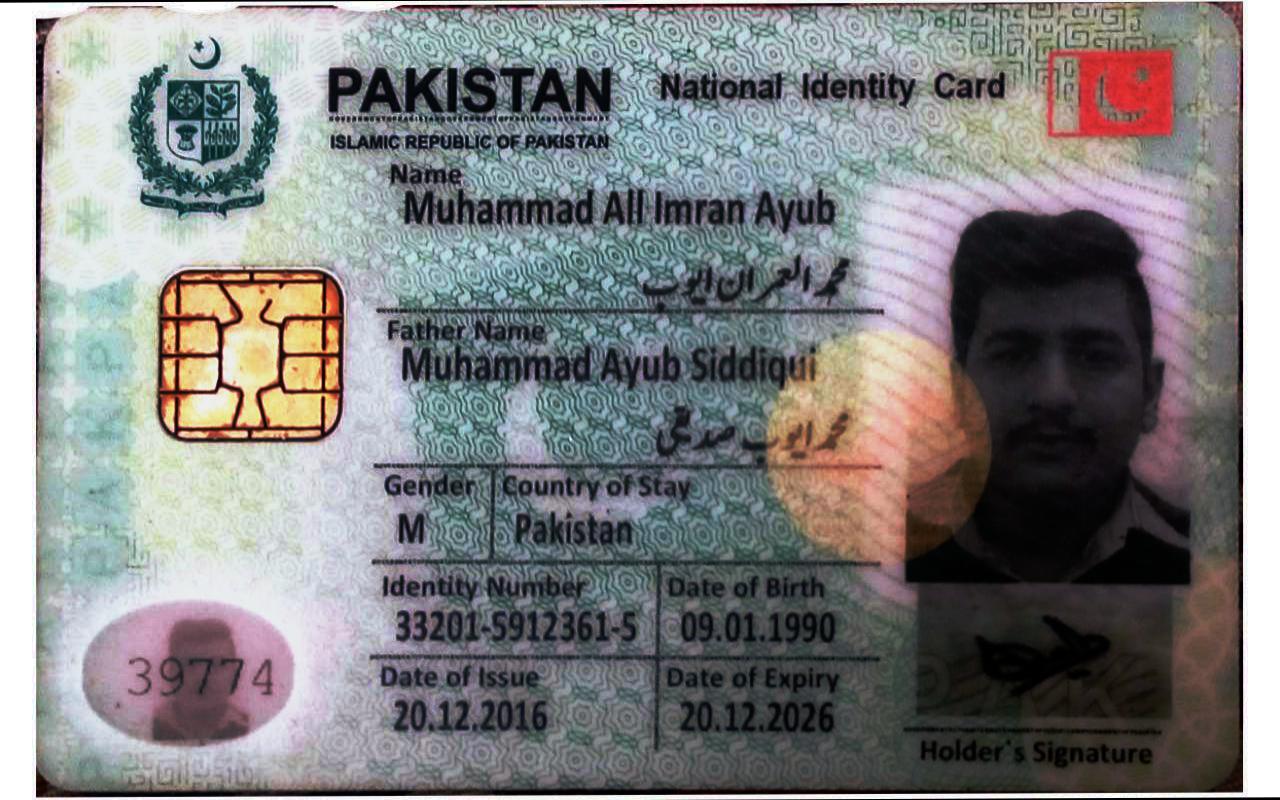 PAKISTAN National Identity Card
ISLAMIC REPUBLIC OF PAKISTAN
Name
Muhammad All Imran Ayub
محمد العمران ایوب
Father Name
Muhammad Ayub Siddiqui
محمد ایوب صدیقی
Gender Country of Stay
M Pakistan
Identity Number Date of Birth
33201-5912361-5 09.01.1990
Date of Issue Date of Expiry
20.12.2016 20.12.2026
39774
Holder's Signature